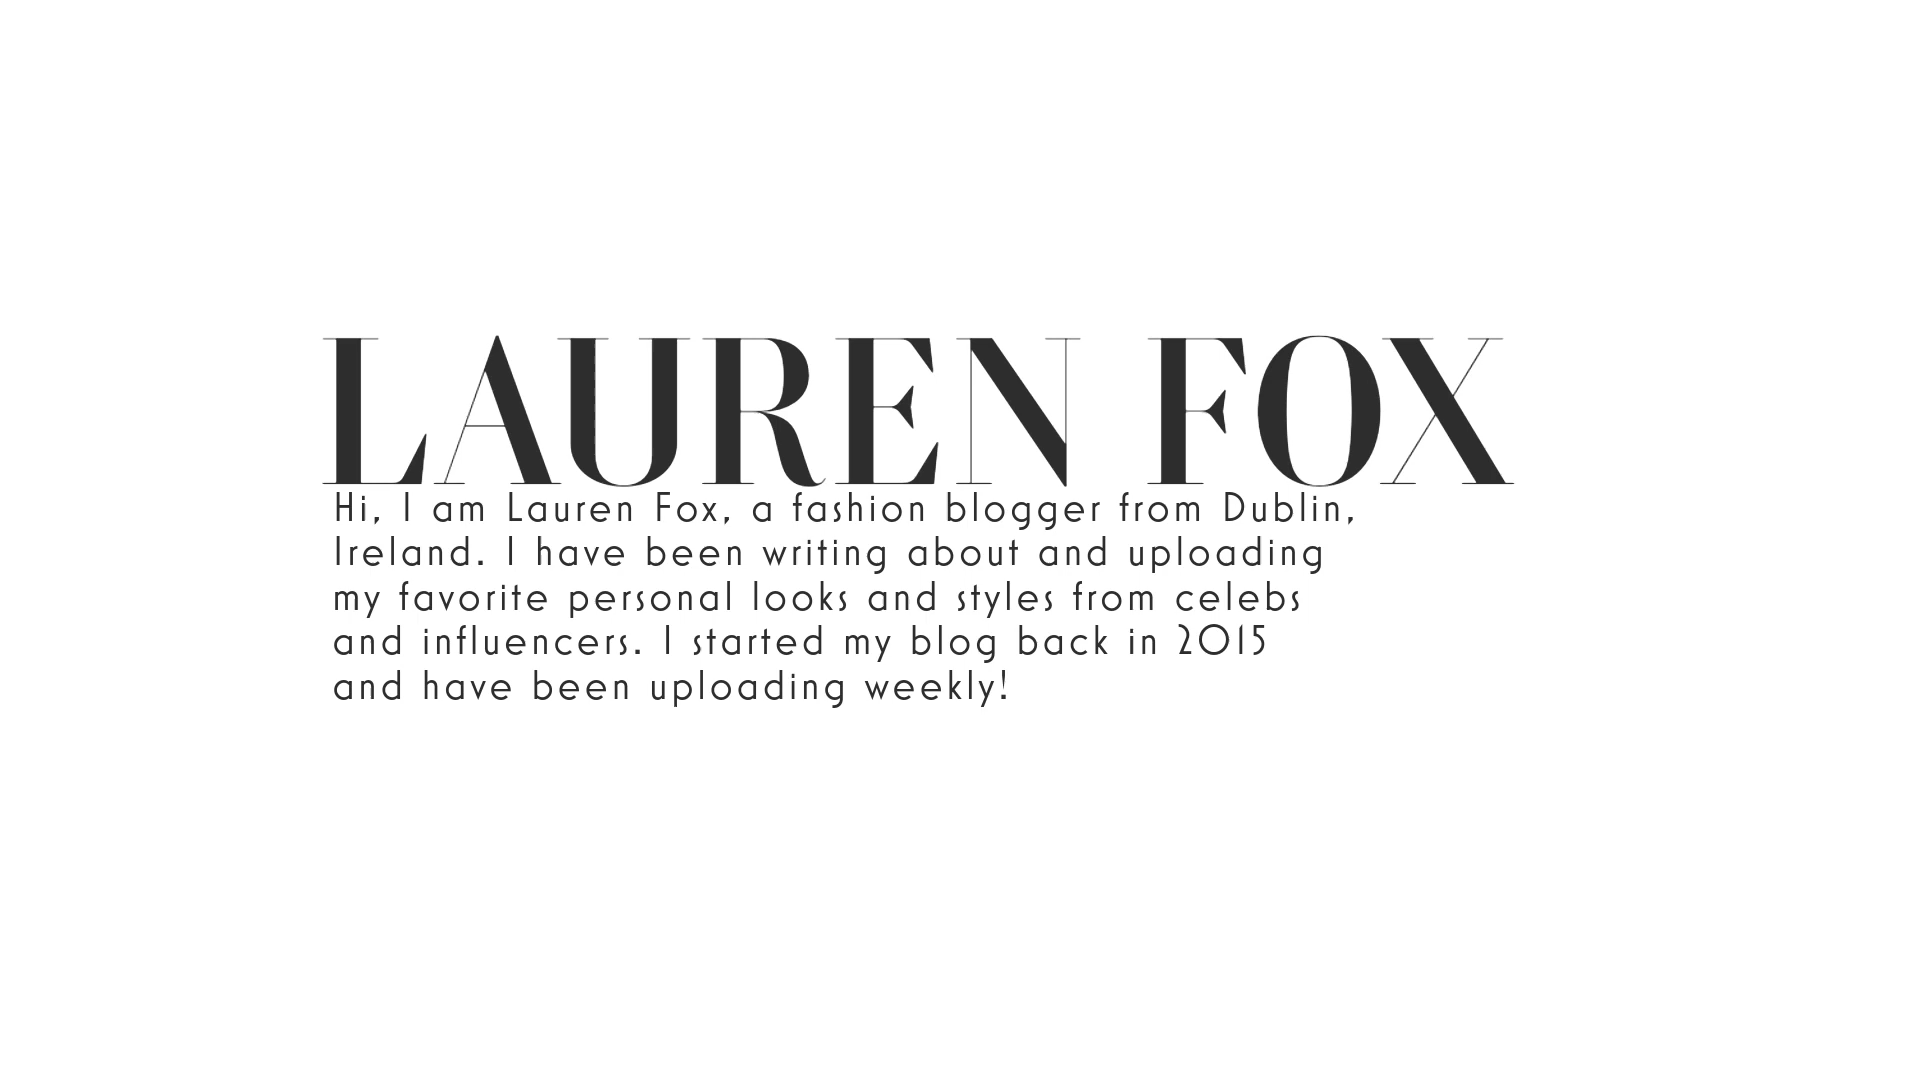 LAUREN FOX
Hi, I am Lauren Fox, a fashion blogger from Dublin,
Ireland. I have been writing about and uploading
my favorite personal looks and styles from celebs
and influencers. I started my blog back in 2015
and have been uploading weekly!